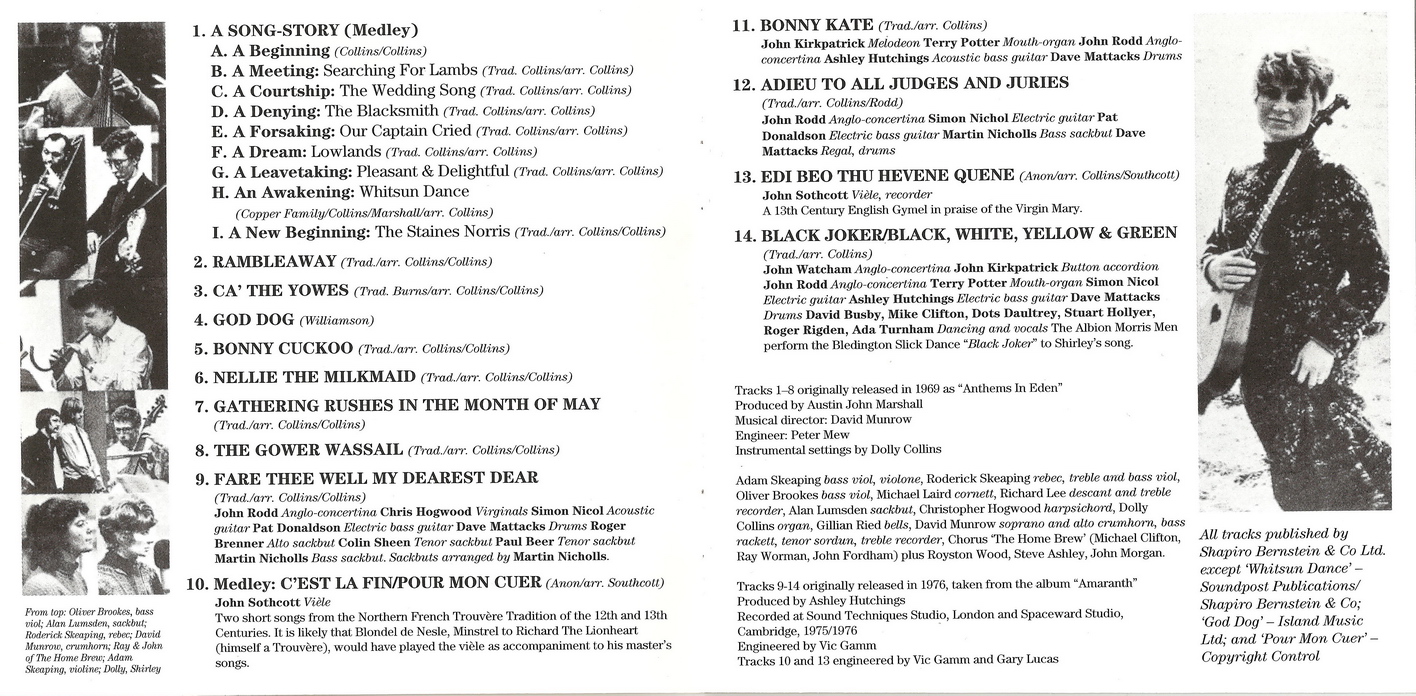 1. A SONG-STORY (Medley)
A. A Beginning (Collins/Collins)
B. A Meeting: Searching For Lambs (Trad. Collins/arr. Collins)
C. A Courtship: The Wedding Song (Trad. Collins/arr. Collins)
D. A Denying: The Blacksmith (Trad. Collins/arr. Collins)
E. A Forsaking: Our Captain Cried (Trad. Collins/arr. Collins)
F. A Dream: Lowlands (Trad. Collins/arr. Collins)
G. A Leavetaking: Pleasant & Delightful (Trad. Collins/arr. Collins)
H. An Awakening: Whitsun Dance
(Copper Family/Collins/Marshall/arr. Collins)
I. A New Beginning: The Staines Norris (Trad./arr. Collins/Collins)
2. RAMBLEAWAY (Trad./arr. Collins/Collins)
3. CA' THE YOWES (Trad. Burns/arr. Collins/Collins)
4. GOD DOG (Williamson)
5. BONNY CUCKOO (Trad./arr. Collins/Collins)
6. NELLIE THE MILKMAID (Trad./arr. Collins/Collins)
7. GATHERING RUSHES IN THE MONTH OF MAY
(Trad./arr. Collins/Collins)
8. THE GOWER WASSAIL (Trad./arr. Collins/Collins)
9. FARE THEE WELL MY DEAREST DEAR
(Trad./arr. Collins/Collins)
John Rodd Anglo-concertina Chris Hogwood Virginals Simon Nicol Acoustic
guitar Pat Donaldson Electric bass guitar Dave Mattacks Drums Roger
Brenner Alto sackbut Colin Sheen Tenor sackbut Paul Beer Tenor sackbut
Martin Nicholls Bass sackbut. Sackbuts arranged by Martin Nicholls.
10. Medley: C'EST LA FIN/POUR MON CUER (Anon/arr. Southcott)
John Sothcott Vièle
Two short songs from the Northern French Trouvère Tradition of the 12th and 13th
Centuries. It is likely that Blondel de Nesle, Minstrel to Richard The Lionheart
(himself a Trouvère), would have played the vièle as accompaniment to his master's
songs.
From top: Oliver Brookes, bass
viol; Alan Lumsden, sackbut;
Roderick Skeaping, rebec; David
Munrow, crumhorn; Ray & John
of The Home Brew; Adam
Skeaping, violine; Dolly, Shirley
11. BONNY KATE (Trad./arr. Collins)
John Kirkpatrick Melodeon Terry Potter Mouth-organ John Rodd Anglo-
concertina Ashley Hutchings Acoustic bass guitar Dave Mattacks Drums
12. ADIEU TO ALL JUDGES AND JURIES
(Trad./arr. Collins/Rodd)
John Rodd Anglo-concertina Simon Nichol Electric guitar Pat
Donaldson Electric bass guitar Martin Nicholls Bass sackbut Dave
Mattacks Regal, drums
13. EDI BEO THU HEVENE QUENE (Anon/arr. Collins/Southcott)
John Sothcott Vièle, recorder
A 13th Century English Gymel in praise of the Virgin Mary.
14. BLACK JOKER/BLACK, WHITE, YELLOW & GREEN
(Trad./arr. Collins)
John Watcham Anglo-concertina John Kirkpatrick Button accordion
John Rodd Anglo-concertina Terry Potter Mouth-organ Simon Nicol
Electric guitar Ashley Hutchings Electric bass guitar Dave Mattacks
Drums David Busby, Mike Clifton, Dots Daultrey, Stuart Hollyer,
Roger Rigden, Ada Turnham Dancing and vocals The Albion Morris Men
perform the Bledington Slick Dance "Black Joker" to Shirley's song.
Tracks 1–8 originally released in 1969 as "Anthems In Eden"
Produced by Austin John Marshall
Musical director: David Munrow
Engineer: Peter Mew
Instrumental settings by Dolly Collins
Adam Skeaping bass viol, violone, Roderick Skeaping rebec, treble and bass viol,
Oliver Brookes bass viol, Michael Laird cornett, Richard Lee descant and treble
recorder, Alan Lumsden sackbut, Christopher Hogwood harpsichord, Dolly
Collins organ, Gillian Ried bells, David Munrow soprano and alto crumhorn, bass
rackett, tenor sordun, treble recorder, Chorus 'The Home Brew' (Michael Clifton,
Ray Worman, John Fordham) plus Royston Wood, Steve Ashley, John Morgan.
Tracks 9-14 originally released in 1976, taken from the album "Amaranth"
Produced by Ashley Hutchings
Recorded at Sound Techniques Studio, London and Spaceward Studio,
Cambridge, 1975/1976
Engineered by Vic Gamm
Tracks 10 and 13 engineered by Vic Gamm and Gary Lucas
All tracks published by
Shapiro Bernstein & Co Ltd.
except 'Whitsun Dance' –
Soundpost Publications/
Shapiro Bernstein & Co;
'God Dog' – Island Music
Ltd; and 'Pour Mon Cuer' –
Copyright Control